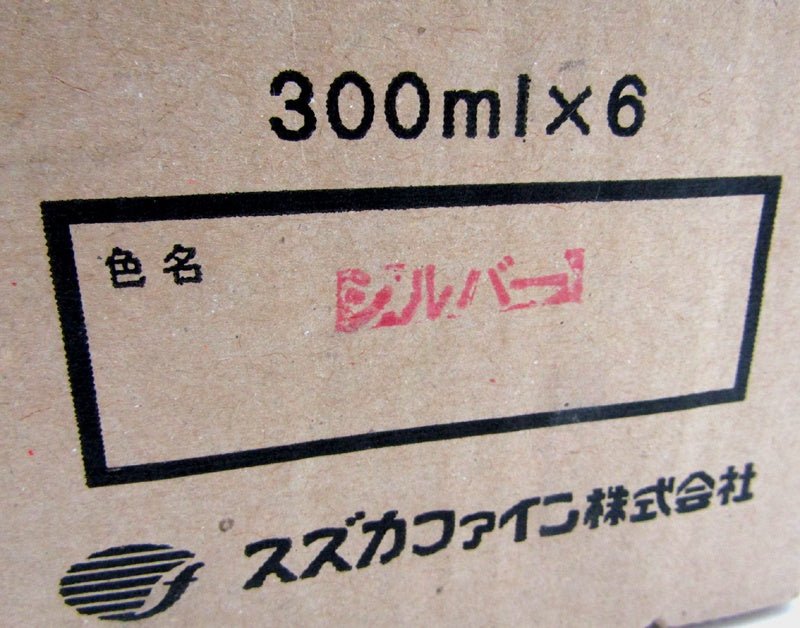 300ml×6
色名
シルバー
スズカファイン株式会社